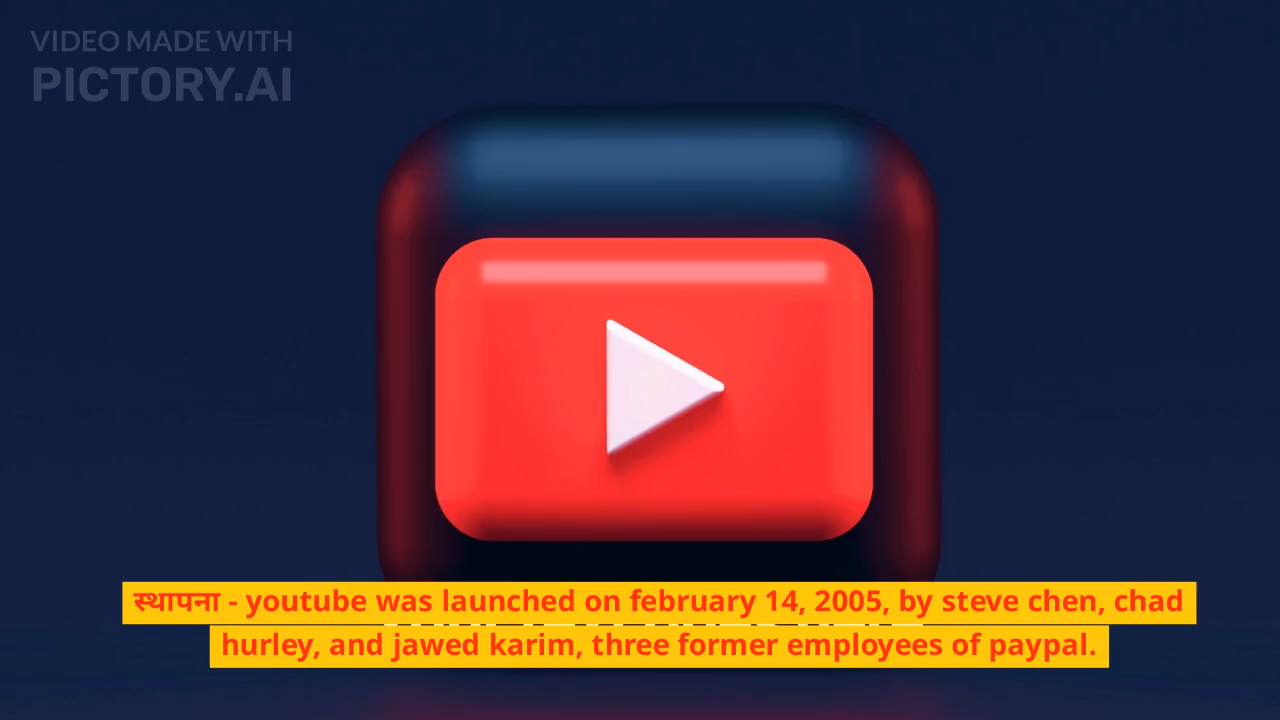 VIDEO MADE WITH
PICTORY.AI
स्थापना - youtube was launched on february 14, 2005, by steve chen, chad
hurley, and jawed karim, three former employees of paypal.